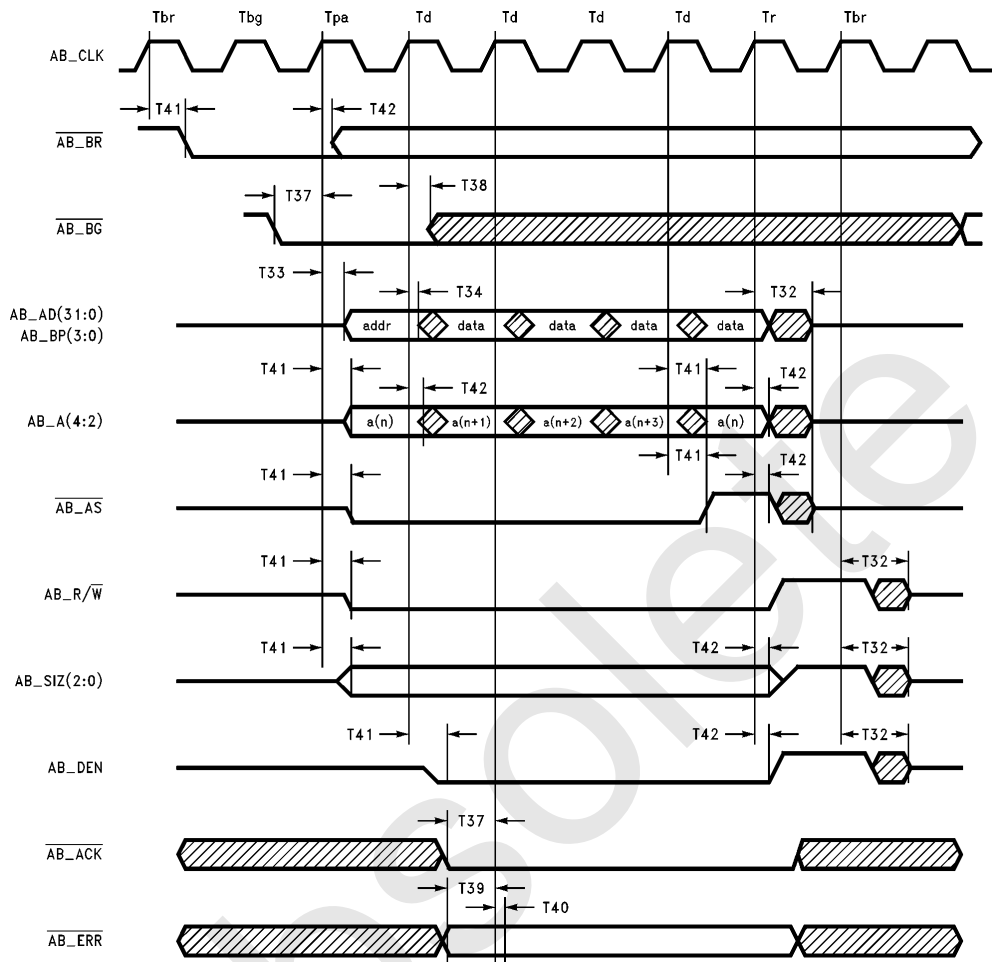 Tbr Tbg Tpa Td Td Td Td Tr Tbr
AB_CLK
T41 T42
AB_BR
T37 T38
AB_BG
T33
T34 T32
AB_AD(31:0)
AB_BP(3:0)
addr data data data data
T41 T42 T41 T42
AB_A(4:2)
a(n) a(n+1) a(n+2) a(n+3) a(n)
T41 T41 T42
AB_AS
T41 T32
AB_R/W
T41 T42 T32
AB_SIZ(2:0)
T41 T42 T32
AB_DEN
T37
AB_ACK
T39
T40
AB_ERR
obsolete